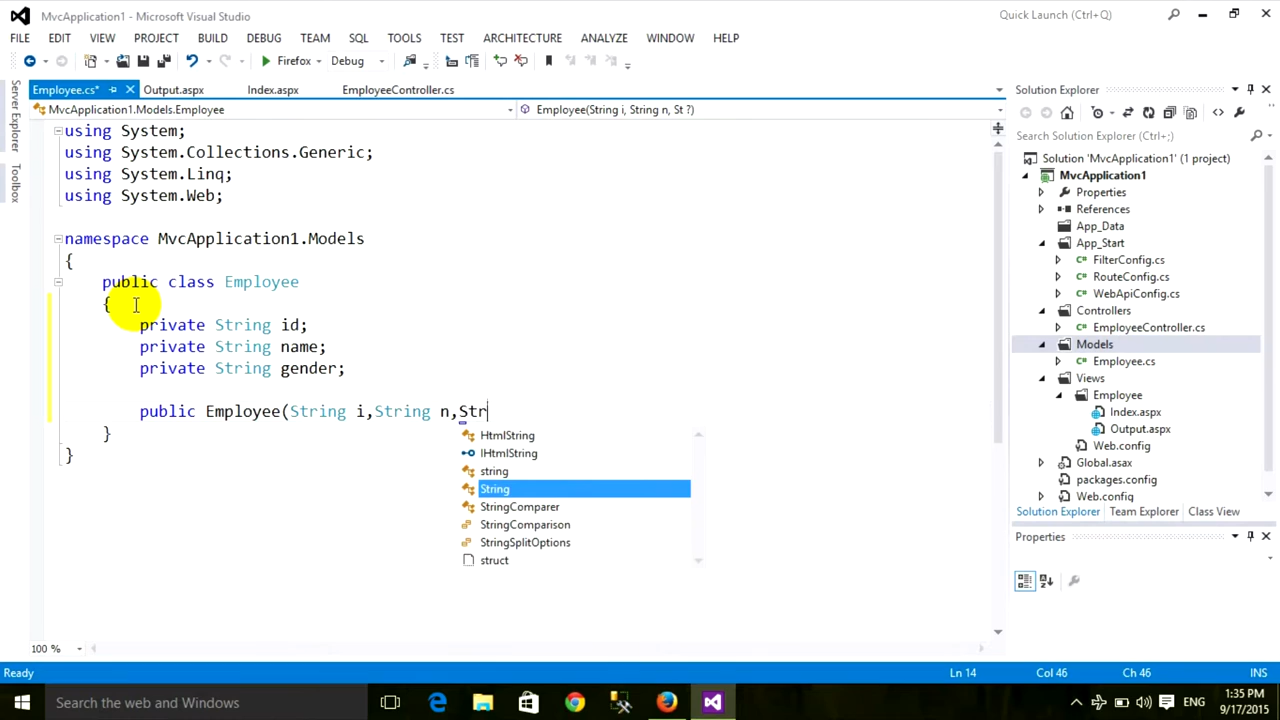 MvcApplication1 - Microsoft Visual Studio
Quick Launch (Ctrl+Q)
FILE EDIT VIEW PROJECT BUILD DEBUG TEAM SQL TOOLS TEST ARCHITECTURE ANALYZE WINDOW HELP
Firefox Debug
Server Explorer
Toolbox
Employee.cs* Output.aspx Index.aspx EmployeeController.cs
MvcApplication1.Models.Employee
Employee(String i, String n, St ?)
using System;
using System.Collections.Generic;
using System.Linq;
using System.Web;
namespace MvcApplication1.Models
{
public class Employee
{
private String id;
private String name;
private String gender;
public Employee(String i,String n,Str
}
}
HtmlString
IHtmlString
string
String
StringComparer
StringComparison
StringSplitOptions
struct
100 %
Solution Explorer
Search Solution Explorer (Ctrl+;)
Solution 'MvcApplication1' (1 project)
MvcApplication1
Properties
References
App_Data
App_Start
FilterConfig.cs
RouteConfig.cs
WebApiConfig.cs
Controllers
EmployeeController.cs
Models
Employee.cs
Views
Employee
Index.aspx
Output.aspx
Web.config
Global.asax
packages.config
Web.config
Solution Explorer Team Explorer Class View
Properties
Ready Ln 14 Col 46 Ch 46 INS
Search the web and Windows
ENG
1:35 PM
9/17/2015